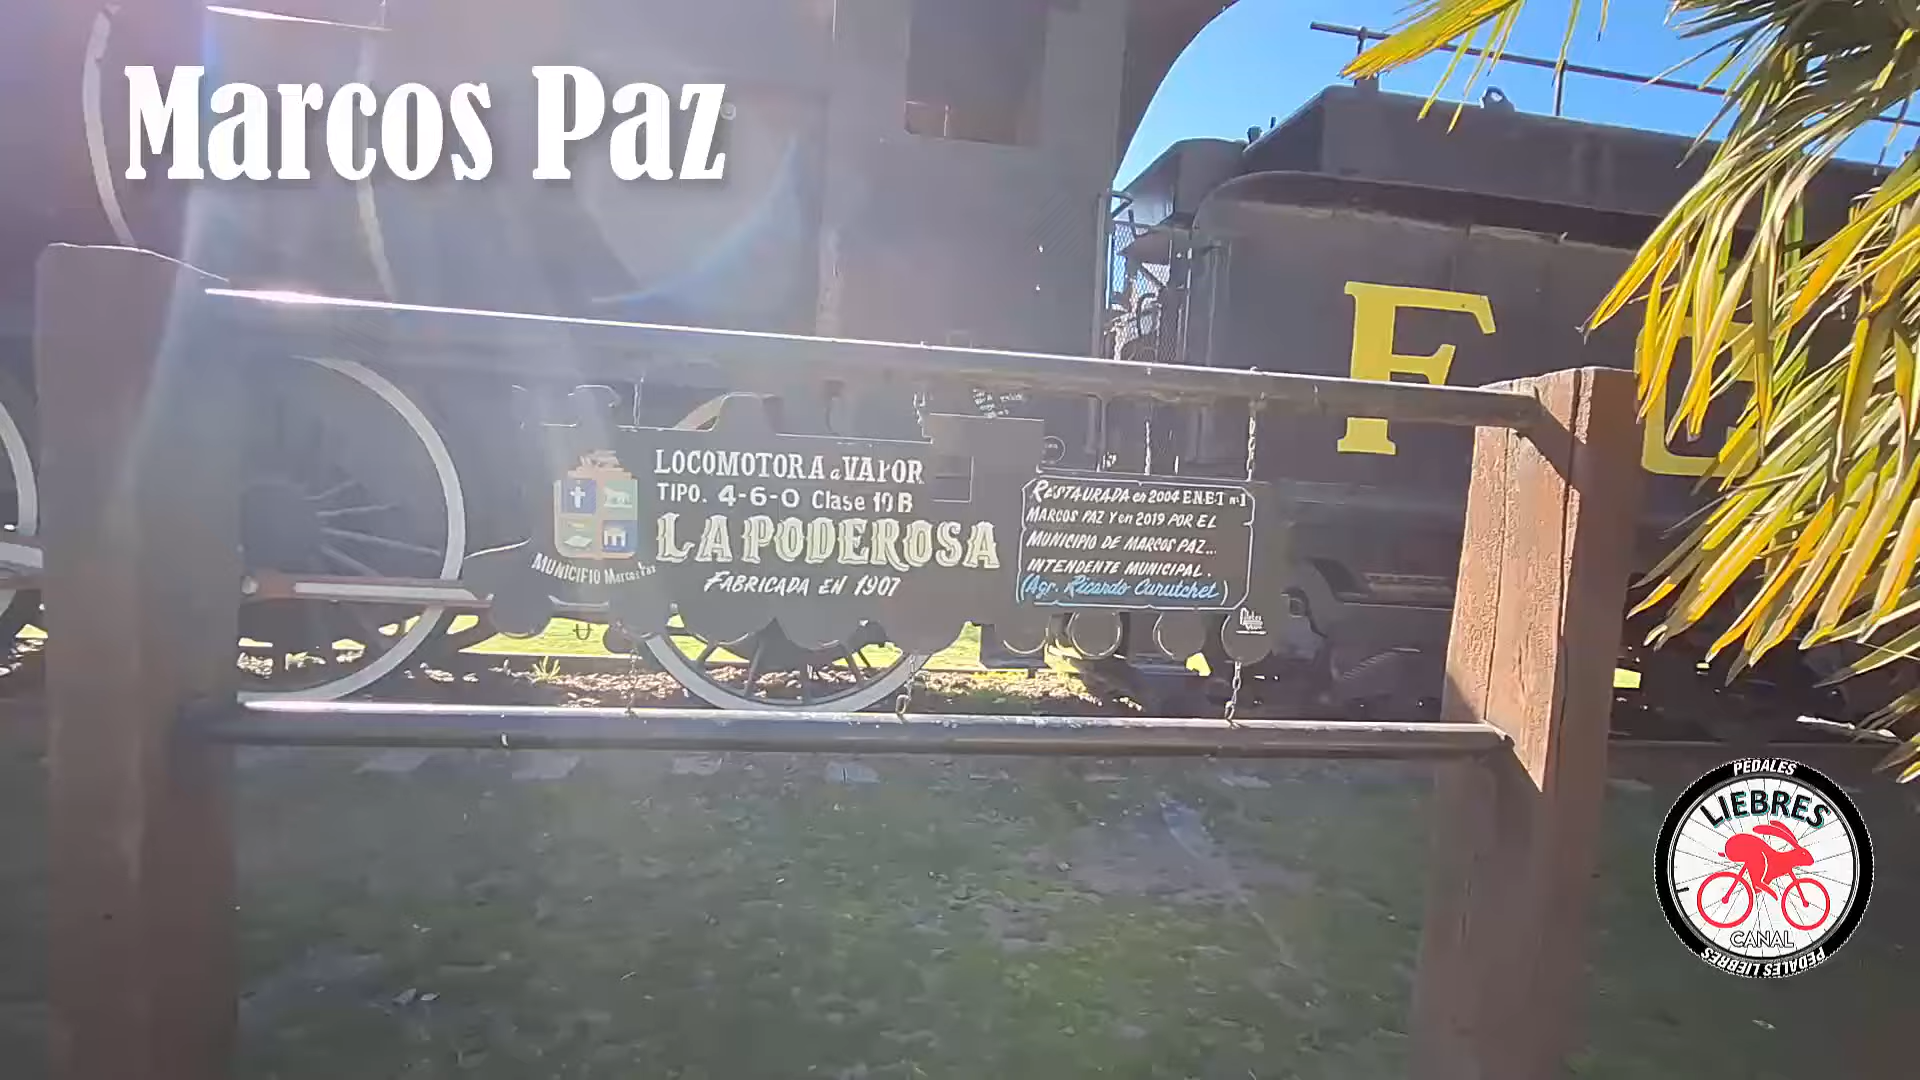 Marcos Paz
F
LOCOMOTORA a VAPOR
TIPO. 4-6-0 Clase 10B
LA PODEROSA
FABRICADA EN 1907
MUNICIPIO Marcos Paz
RESTAURADA en 2004 ENET nº1
MARCOS PAZ Y en 2019 POR EL
MUNICIPIO DE MARCOS PAZ...
INTENDENTE MUNICIPAL.
(Agr. Ricardo Curutchet)
PEDALES
LIEBRES
CANAL
PEDALES LIEBRES